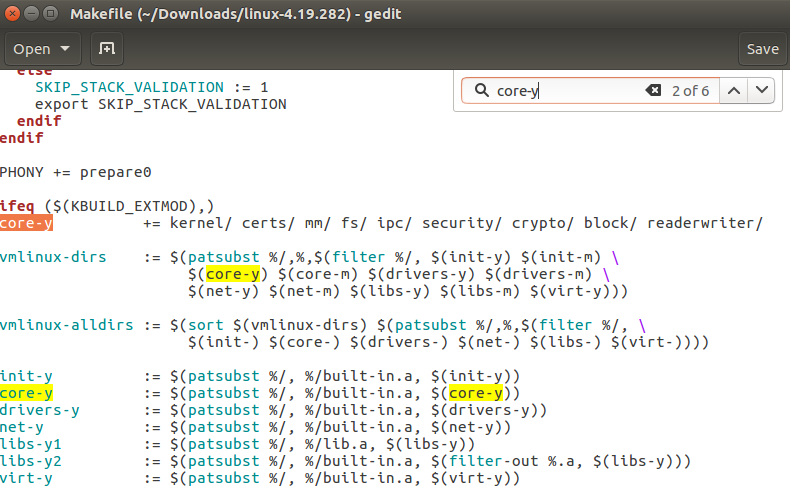 Makefile (~/Downloads/linux-4.19.282) - gedit
Open
Save
core-y
2 of 6
else
SKIP_STACK_VALIDATION := 1
export SKIP_STACK_VALIDATION
endif
endif
PHONY += prepare0
ifeq ($(KBUILD_EXTMOD),)
core-y += kernel/ certs/ mm/ fs/ ipc/ security/ crypto/ block/ readerwriter/
vmlinux-dirs := $(patsubst %/,%,$(filter %/, $(init-y) $(init-m) \
$(core-y) $(core-m) $(drivers-y) $(drivers-m) \
$(net-y) $(net-m) $(libs-y) $(libs-m) $(virt-y)))
vmlinux-alldirs := $(sort $(vmlinux-dirs) $(patsubst %/,%,$(filter %/, \
$(init-) $(core-) $(drivers-) $(net-) $(libs-) $(virt-))))
init-y := $(patsubst %/, %/built-in.a, $(init-y))
core-y := $(patsubst %/, %/built-in.a, $(core-y))
drivers-y := $(patsubst %/, %/built-in.a, $(drivers-y))
net-y := $(patsubst %/, %/built-in.a, $(net-y))
libs-y1 := $(patsubst %/, %/lib.a, $(libs-y))
libs-y2 := $(patsubst %/, %/built-in.a, $(filter-out %.a, $(libs-y)))
virt-y := $(patsubst %/, %/built-in.a, $(virt-y))